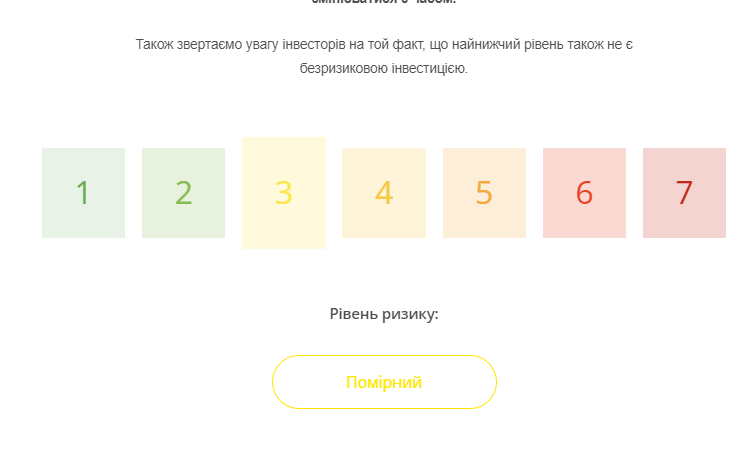 Також звертаємо увагу інвесторів на той факт, що найнижчий рівень також не є
безризиковою інвестицією.
1 2 3 4 5 6 7
Рівень ризику:
Помірний